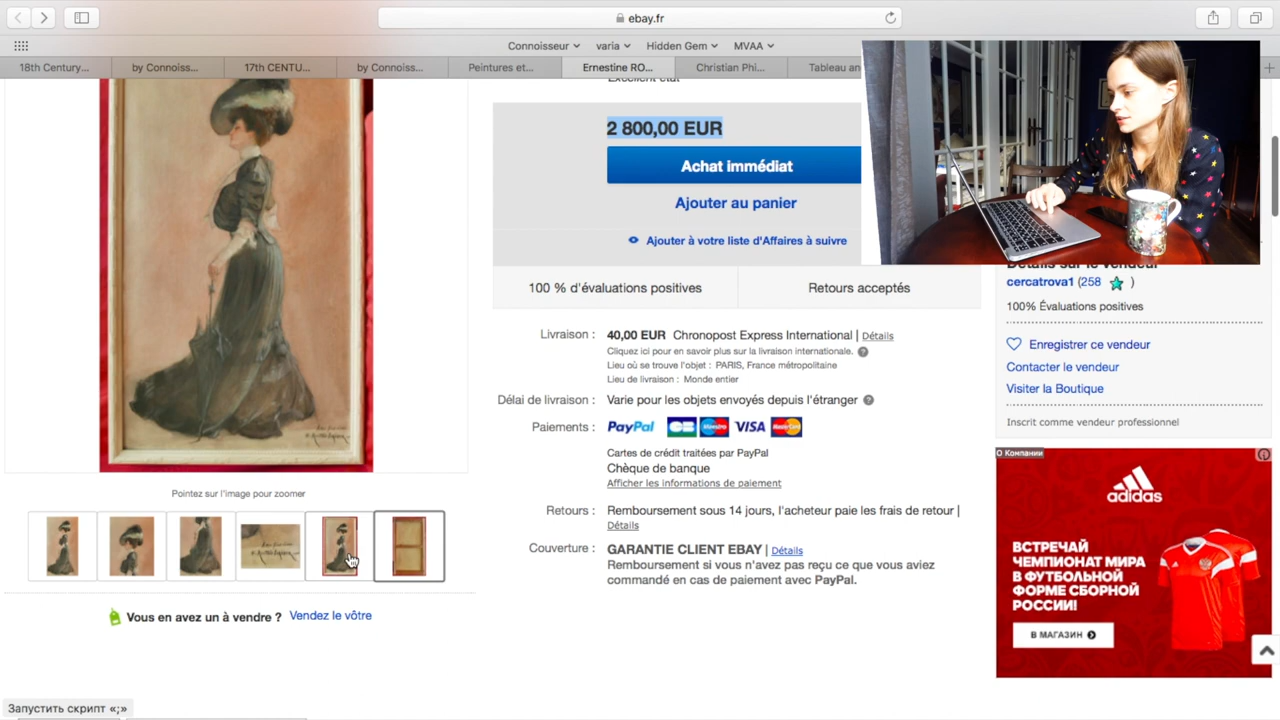 ebay.fr
Connoisseur
varia
Hidden Gem
MVAA
18th Century...
by Connoiss...
17th CENTU...
by Connoiss...
Peintures et...
Ernestine RO...
Christian Phi...
Tableau an
Excellent état
2 800,00 EUR
Achat immédiat
Ajouter au panier
Ajouter à votre liste d'Affaires à suivre
100 % d'évaluations positives
Retours acceptés
Livraison :
40,00 EUR Chronopost Express International | Détails
Cliquez ici pour en savoir plus sur la livraison internationale.
Lieu où se trouve l'objet : PARIS, France métropolitaine
Lieu de livraison : Monde entier
Délai de livraison :
Varie pour les objets envoyés depuis l'étranger
Paiements :
PayPal CB Maestro VISA MasterCard
Cartes de crédit traitées par PayPal
Chèque de banque
Afficher les informations de paiement
Retours :
Remboursement sous 14 jours, l'acheteur paie les frais de retour |
Détails
Couverture :
GARANTIE CLIENT EBAY | Détails
Remboursement si vous n'avez pas reçu ce que vous aviez
commandé en cas de paiement avec PayPal.
Pointez sur l'image pour zoomer
Vous en avez un à vendre ? Vendez le vôtre
Détails sur le vendeur
cercatrova1 (258 )
100% Évaluations positives
Enregistrer ce vendeur
Contacter le vendeur
Visiter la Boutique
Inscrit comme vendeur professionnel
О Компании
adidas
ВСТРЕЧАЙ
ЧЕМПИОНАТ МИРА
В ФУТБОЛЬНОЙ
ФОРМЕ СБОРНОЙ
РОССИИ!
В МАГАЗИН
Запустить скрипт «;»